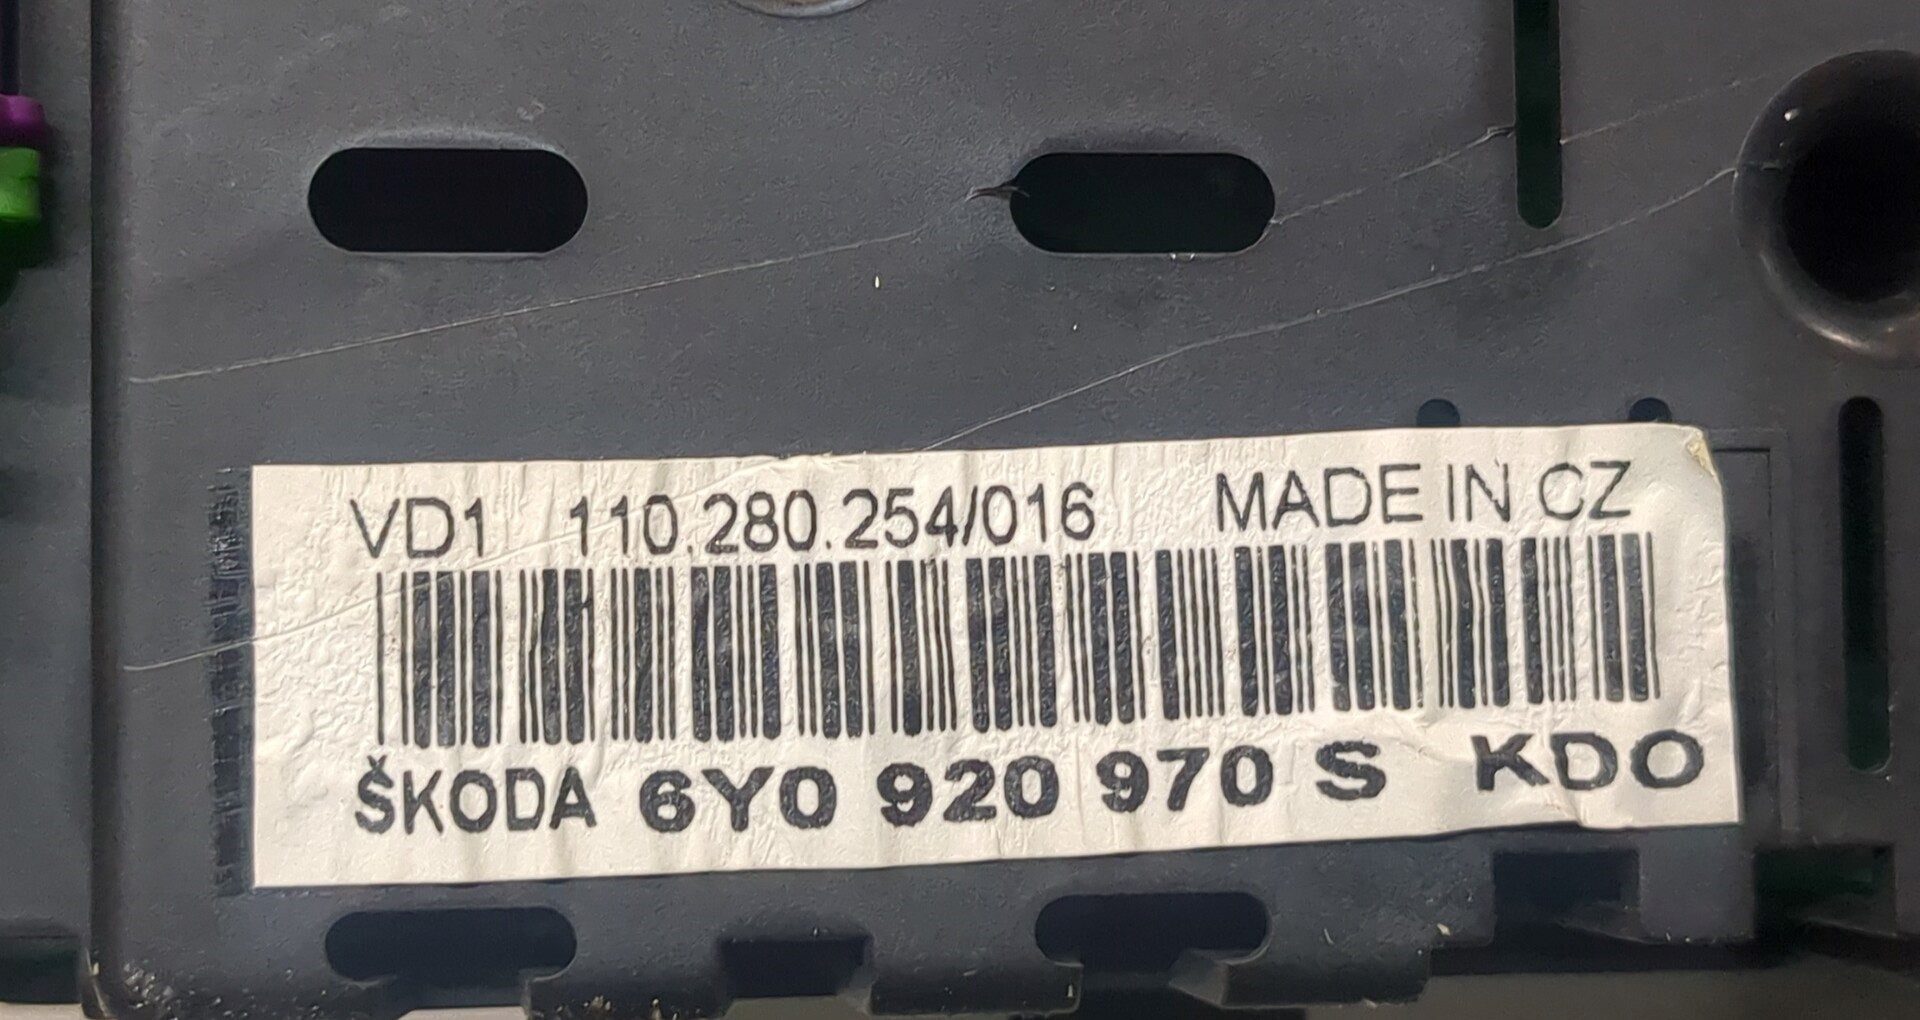 VD1 110.280.254/016 MADE IN CZ
ŠKODA 6Y0 920 970 S KDO